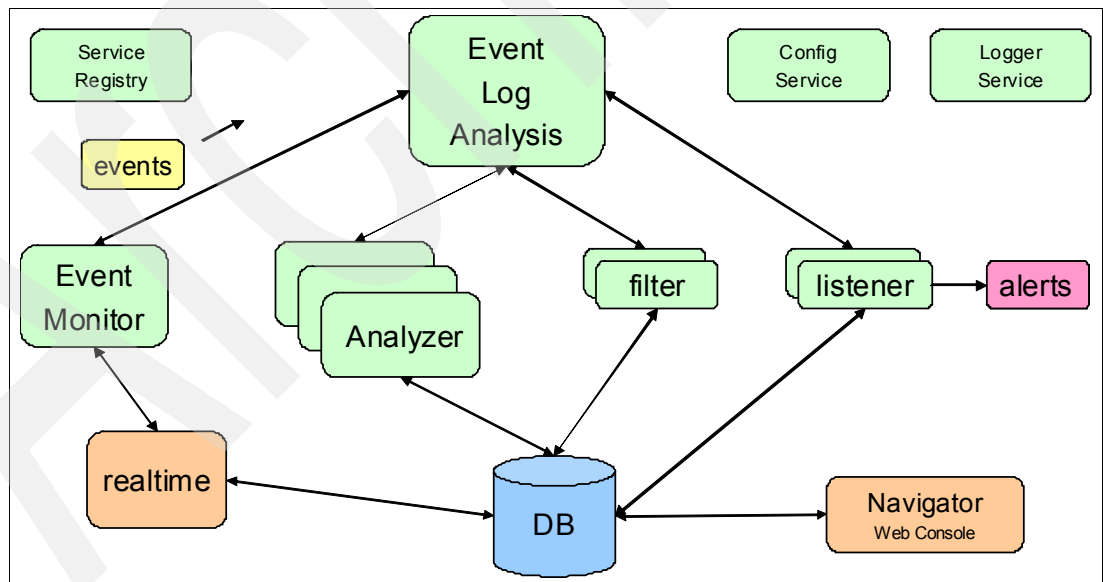 Service
Registry
Event
Log
Analysis
Config
Service
Logger
Service
events
Event
Monitor
Analyzer
filter
listener
alerts
realtime
DB
Navigator
Web Console